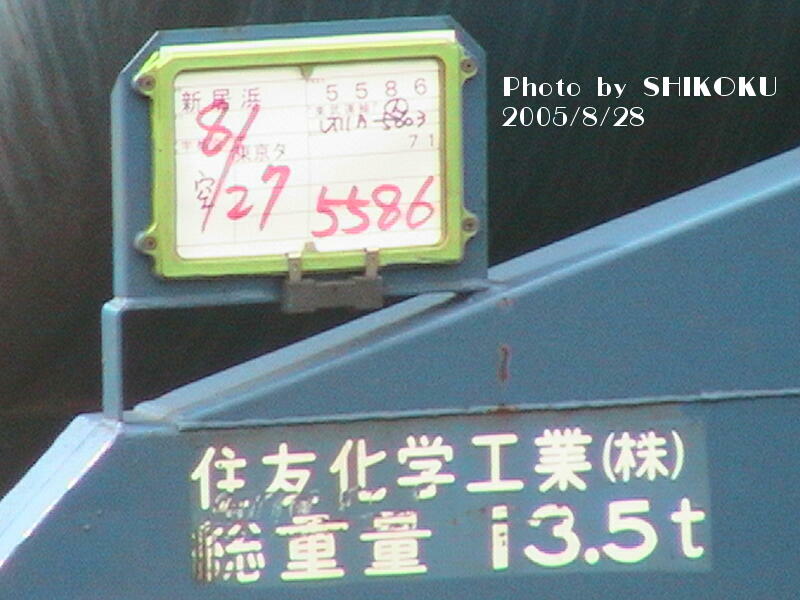 Photo by SHIKOKU
2005/8/28
新居浜
5586
8/27
東京タ
71
空
5586
住友化学工業(株)
総重量 13.5t